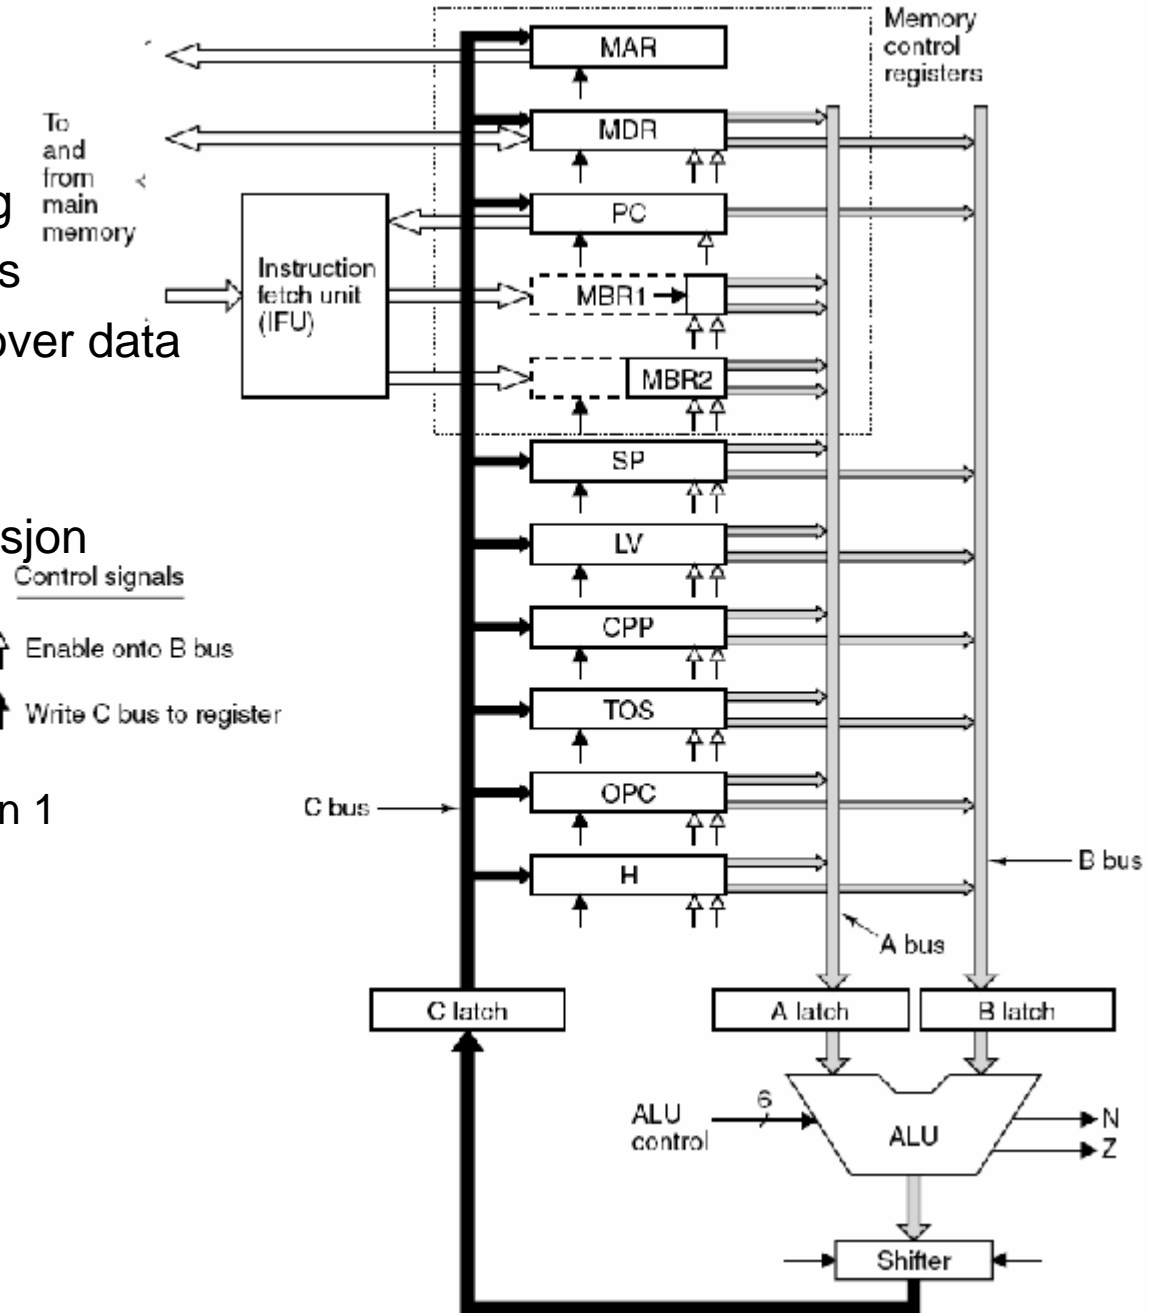 Memory
control
registers
MAR
To
and
from
main
memory
MDR
g
s
over data
PC
Instruction
fetch unit
(IFU)
MBR1
MBR2
SP
sjon
LV
Control signals
Enable onto B bus
CPP
Write C bus to register
TOS
n 1
C bus
OPC
B bus
H
A bus
C latch
A latch
B latch
ALU
control
6
ALU
N
Z
Shifter